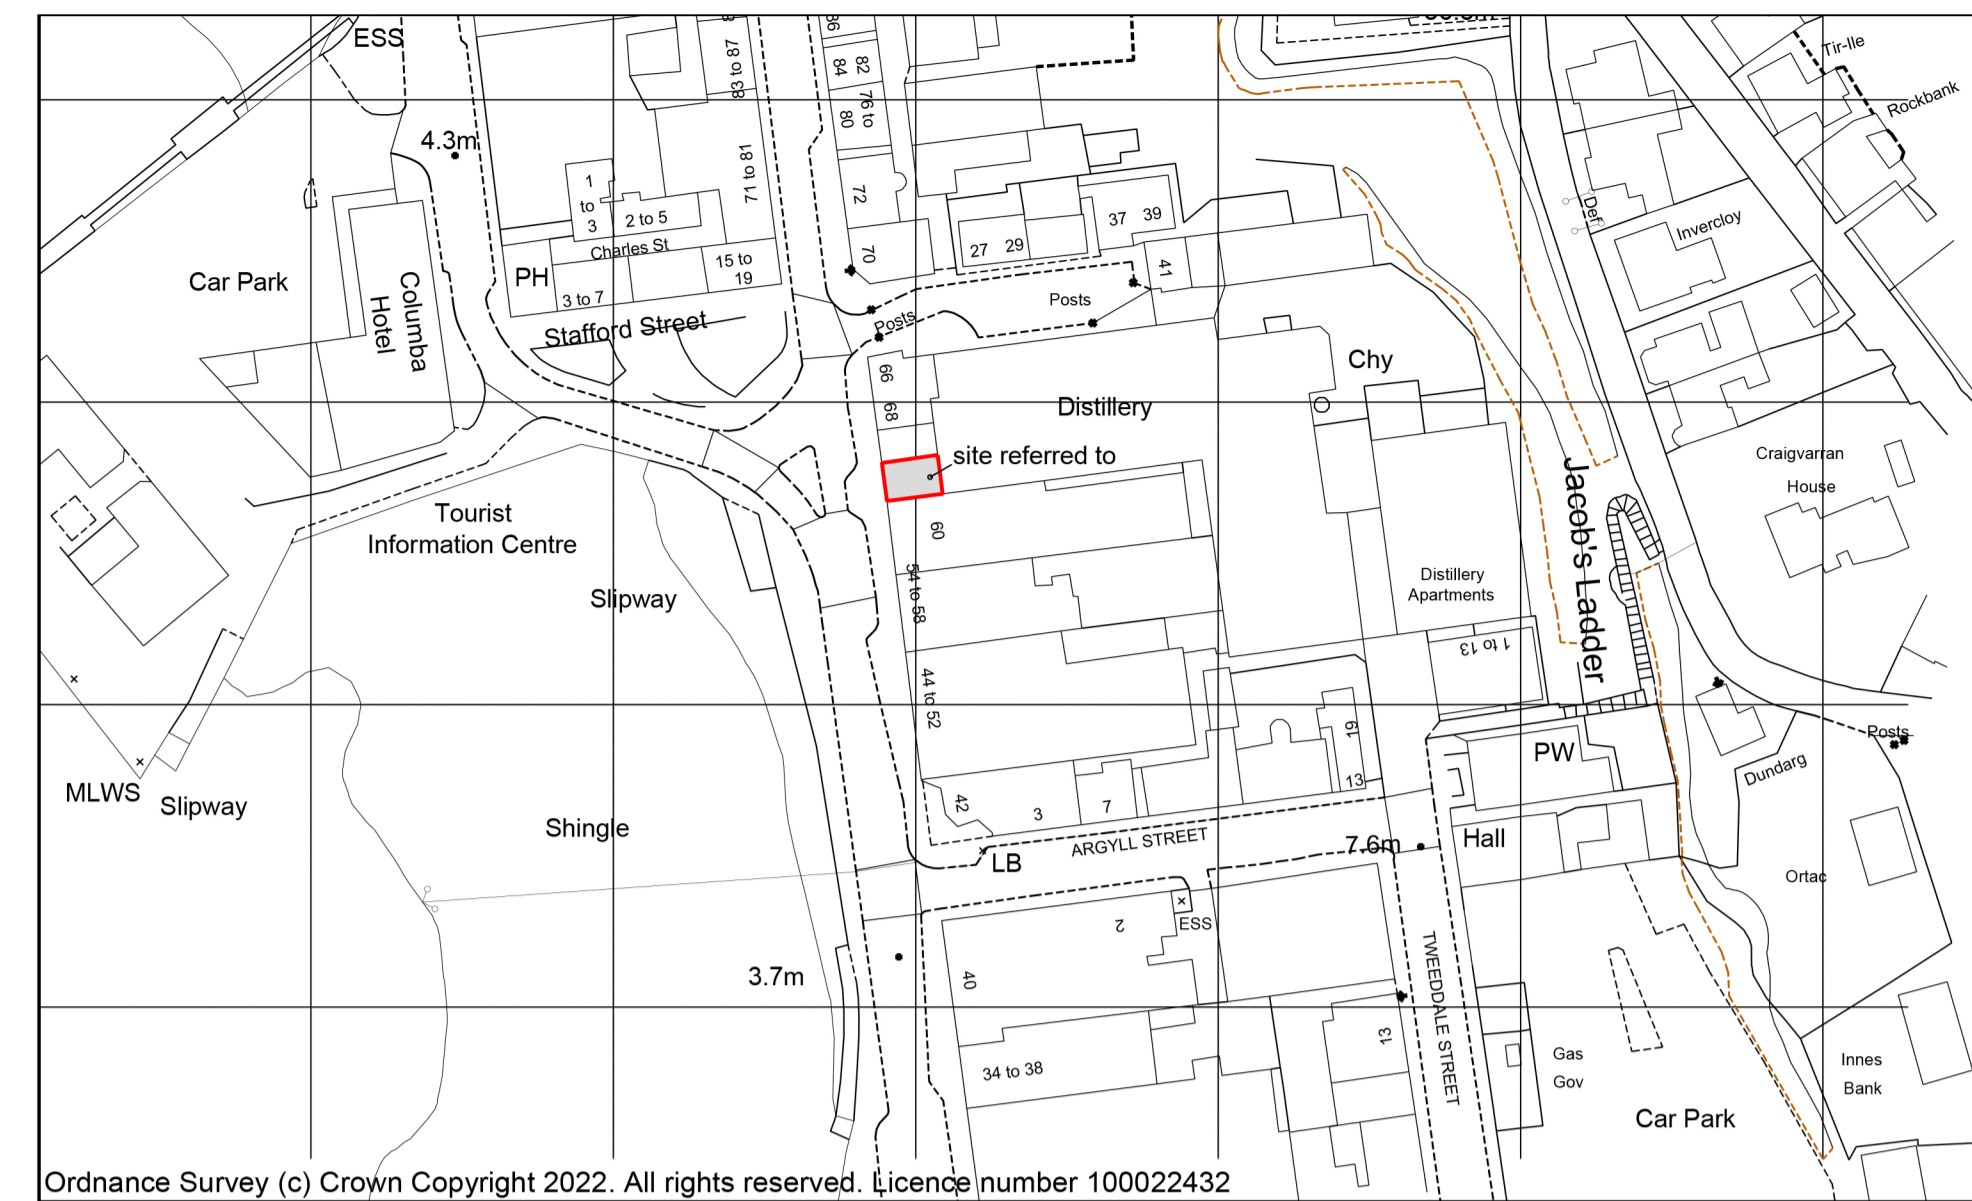 ESS
4.3m
83 to 87
86
84
82
80
76 to
71 to 81
72
70
1
to
3
2 to 5
Charles St
15 to
19
PH
3 to 7
Stafford Street
27
29
37
39
41
Posts
Posts
Tir-Ile
Rockbank
Def
Invercloy
Car Park
Columba
Hotel
66
68
Distillery
Chy
site referred to
Craigvarran
House
Tourist
Information Centre
60
Jacob's Ladder
Slipway
54 to 58
Distillery
Apartments
1 to 13
44 to 52
19
13
PW
Posts
Dundarg
MLWS
Slipway
Shingle
42
3
7
ARGYLL STREET
7.6m
Hall
LB
Ortac
2
ESS
3.7m
40
TWEEDDALE STREET
13
34 to 38
Gas
Gov
Innes
Bank
Car Park
Ordnance Survey (c) Crown Copyright 2022. All rights reserved. Licence number 100022432